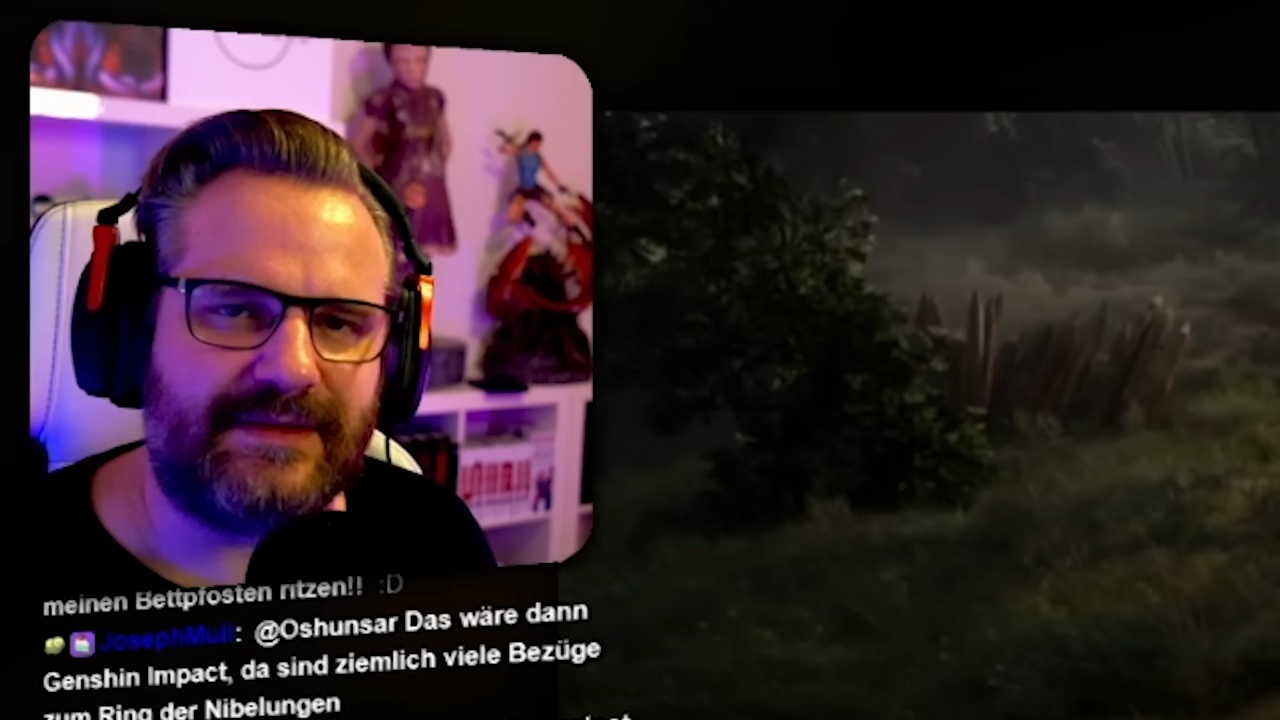 meinen Bettpfosten ritzen!! :D
JosephMull: @Oshunsar Das wäre dann
Genshin Impact, da sind ziemlich viele Bezüge
zum Ring der Nibelungen